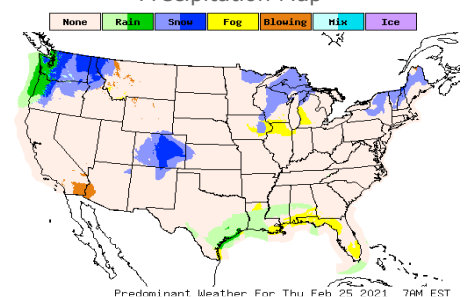 Precipitation Map
None Rain Snow Fog Blowing Mix Ice
Predominant Weather For Thu Feb 25 2021 7AM EST